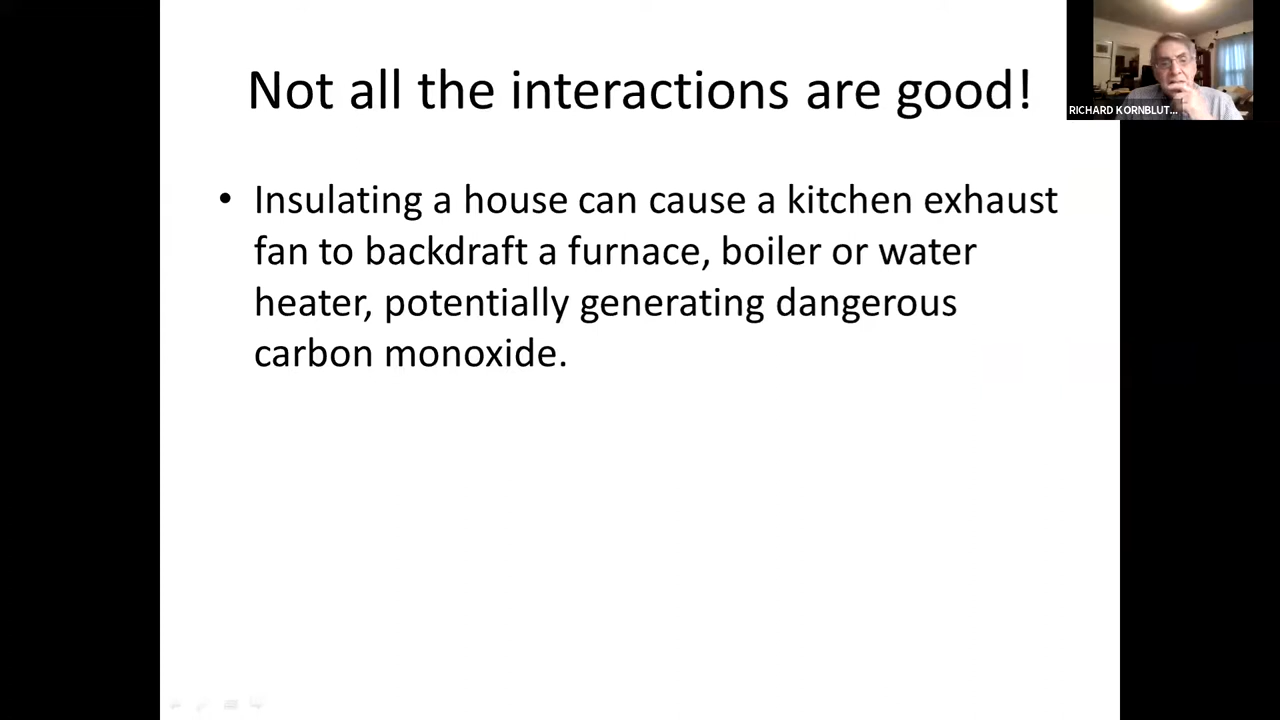 Not all the interactions are good!
RICHARD KORNBLUT...
• Insulating a house can cause a kitchen exhaust
fan to backdraft a furnace, boiler or water
heater, potentially generating dangerous
carbon monoxide.